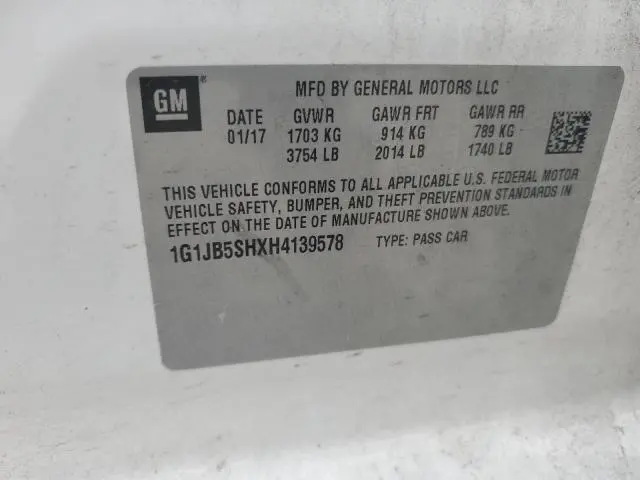 GM®
MFD BY GENERAL MOTORS LLC
DATE GVWR GAWR FRT GAWR RR
01/17 1703 KG 914 KG 789 KG
3754 LB 2014 LB 1740 LB
THIS VEHICLE CONFORMS TO ALL APPLICABLE U.S. FEDERAL MOTOR
VEHICLE SAFETY, BUMPER, AND THEFT PREVENTION STANDARDS IN
EFFECT ON THE DATE OF MANUFACTURE SHOWN ABOVE.
1G1JB5SHXH4139578 TYPE: PASS CAR